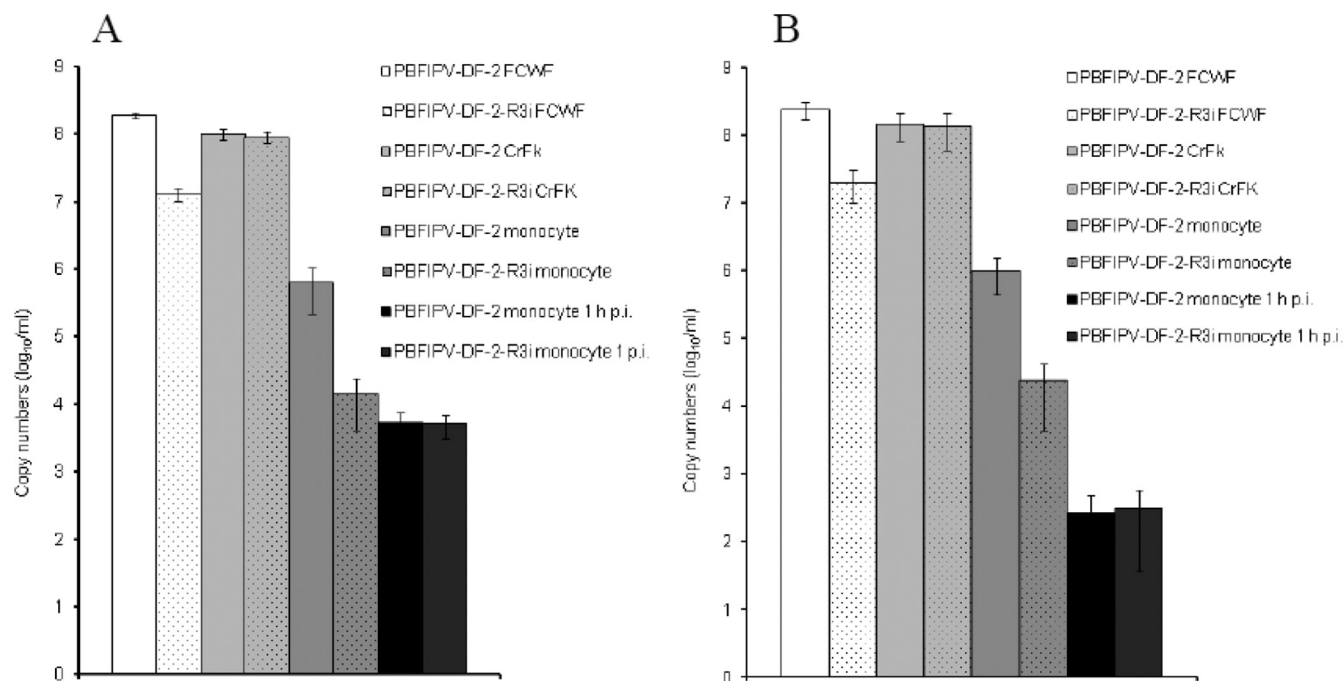 A
Copy numbers (log10/ml)
9
8
7
6
5
4
3
2
1
0
PBFIPV-DF-2 FCWF
PBFIPV-DF-2-R3i FCWF
PBFIPV-DF-2 CrFk
PBFIPV-DF-2-R3i CrFK
PBFIPV-DF-2 monocyte
PBFIPV-DF-2-R3i monocyte
PBFIPV-DF-2 monocyte 1 h p.i.
PBFIPV-DF-2-R3i monocyte 1 p.i.
B
Copy numbers (log10/ml)
9
8
7
6
5
4
3
2
1
0
PBFIPV-DF-2 FCWF
PBFIPV-DF-2-R3i FCWF
PBFIPV-DF-2 CrFk
PBFIPV-DF-2-R3i CrFK
PBFIPV-DF-2 monocyte
PBFIPV-DF-2-R3i monocyte
PBFIPV-DF-2 monocyte 1 h p.i.
PBFIPV-DF-2-R3i monocyte 1 h p.i.